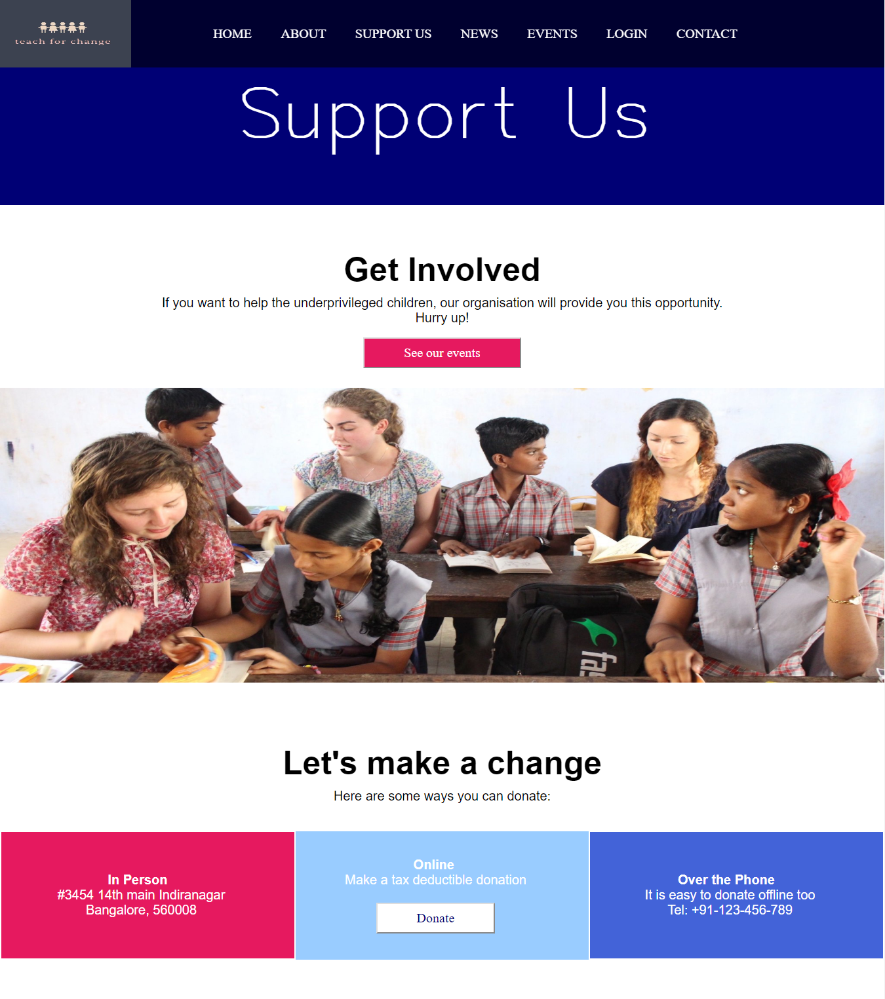 teach for change
HOME ABOUT SUPPORT US NEWS EVENTS LOGIN CONTACT
Support Us
Get Involved
If you want to help the underprivileged children, our organisation will provide you this opportunity.
Hurry up!
See our events
fas
Let's make a change
Here are some ways you can donate:
In Person
#3454 14th main Indiranagar
Bangalore, 560008
Online
Make a tax deductible donation
Donate
Over the Phone
It is easy to donate offline too
Tel: +91-123-456-789